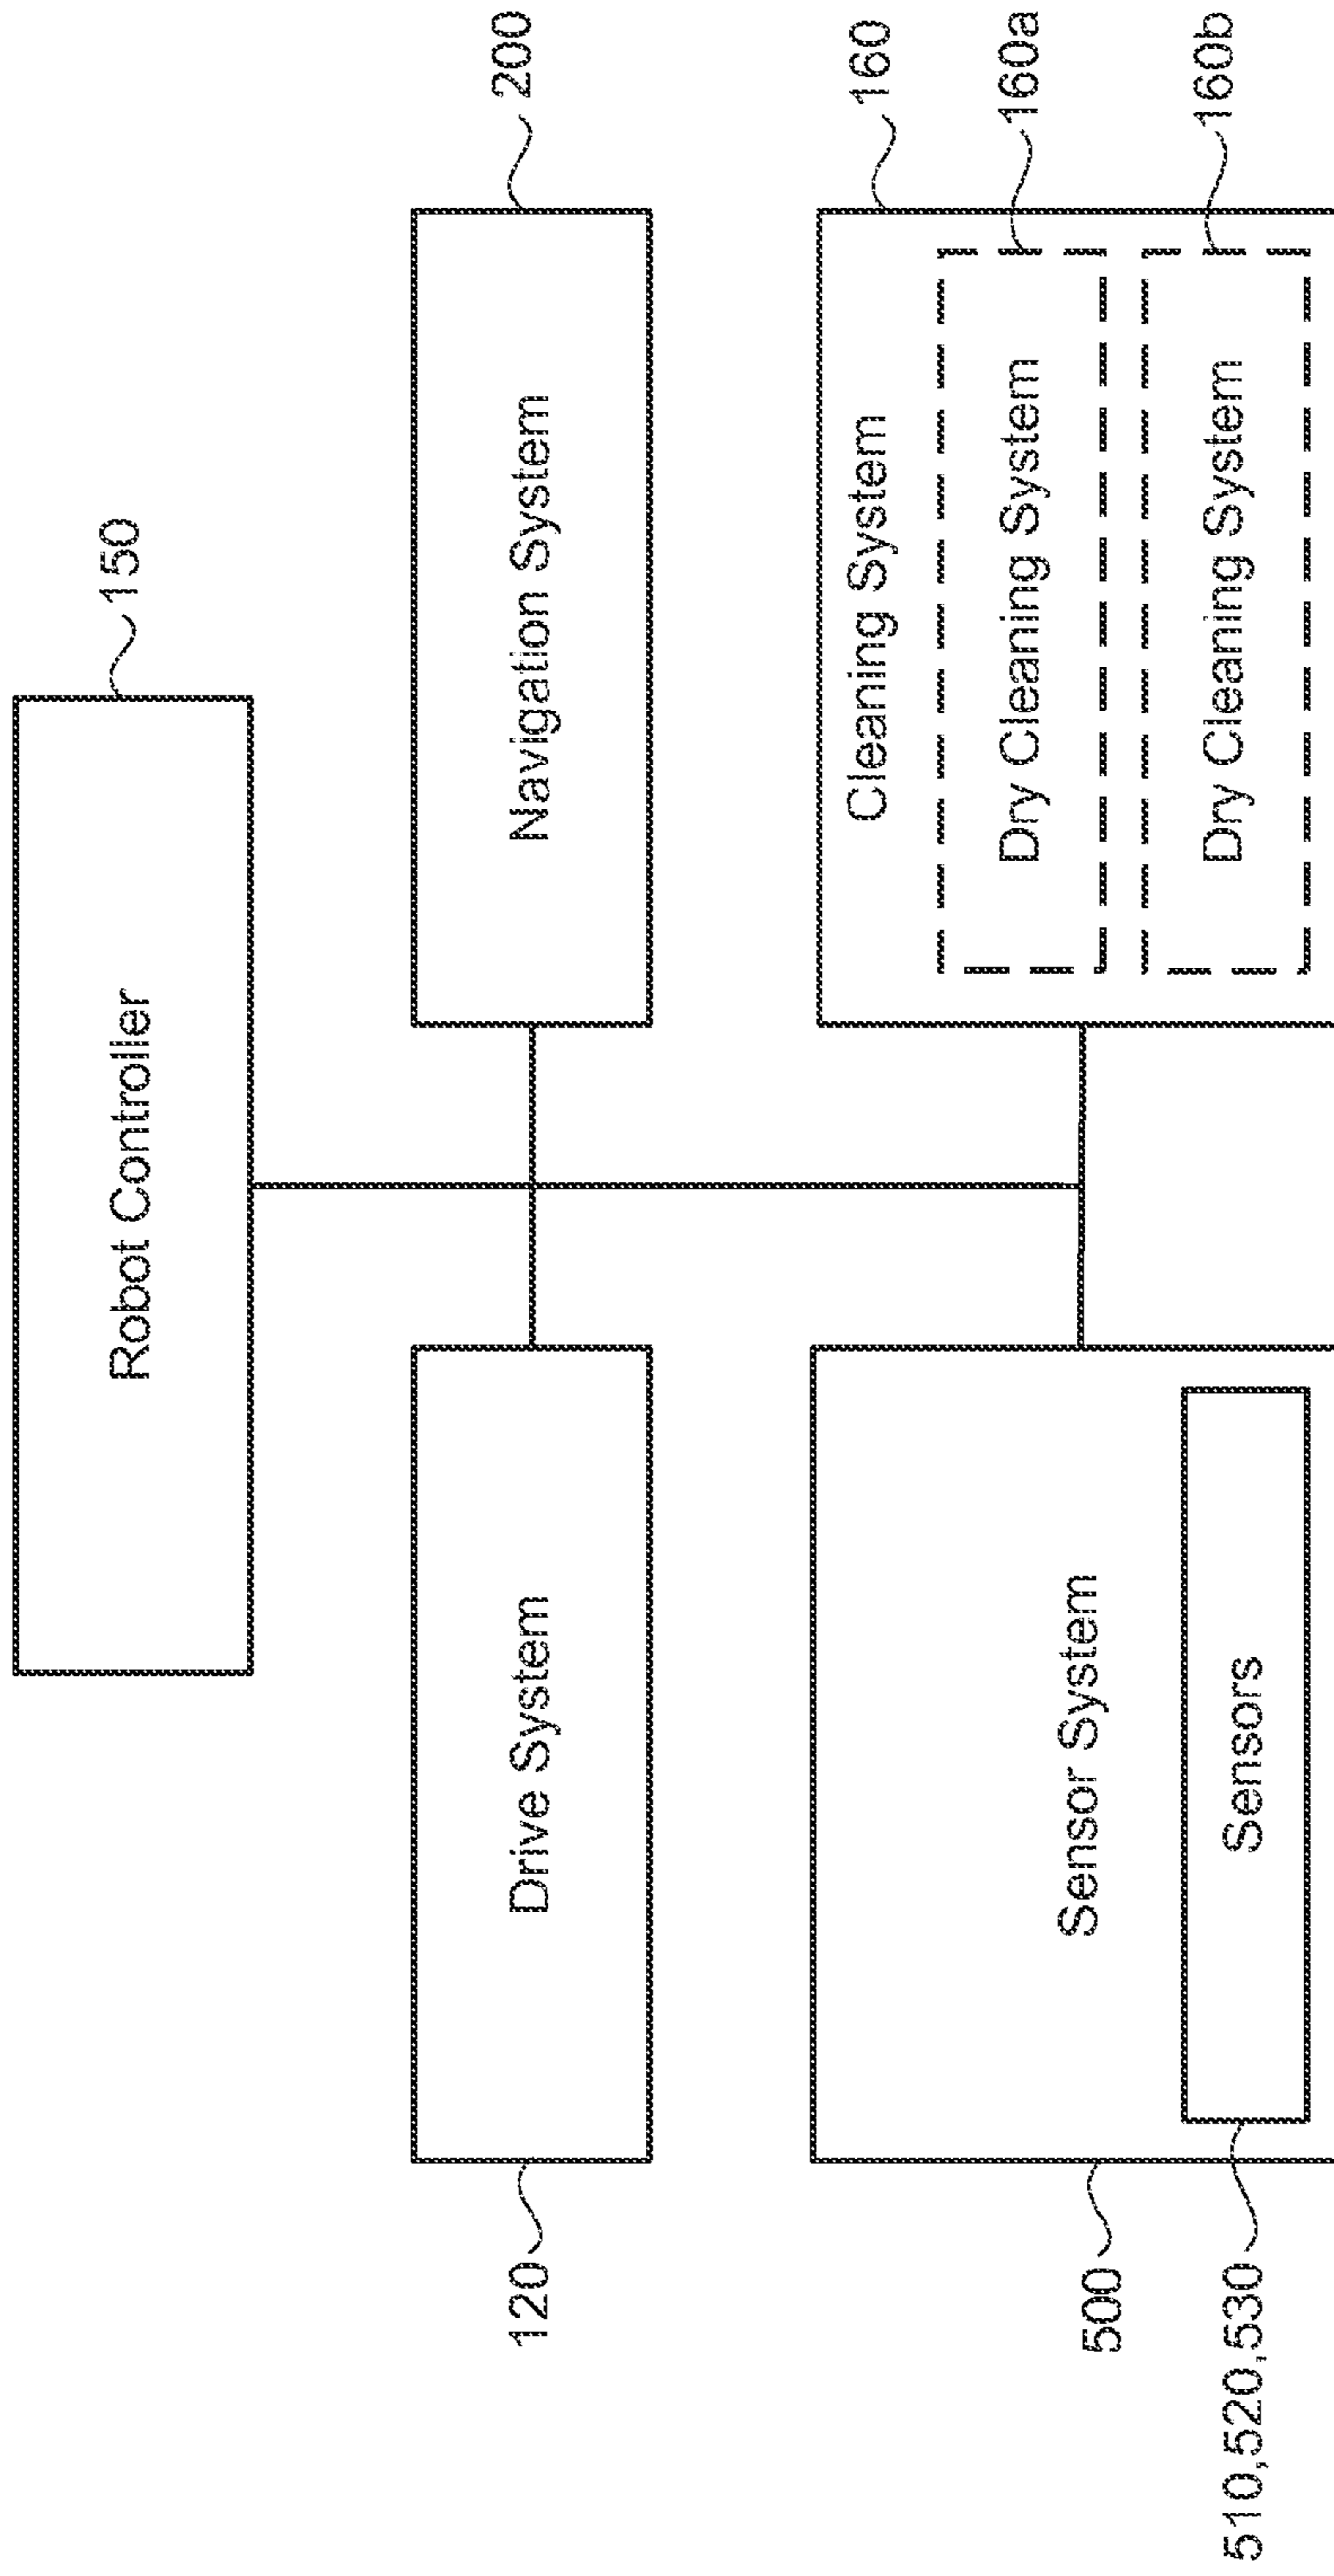 Robot Controller
150
Drive System
120
Navigation System
200
Sensor System
500
Sensors
510,520,530
Cleaning System
160
Dry Cleaning System
160a
Dry Cleaning System
160b